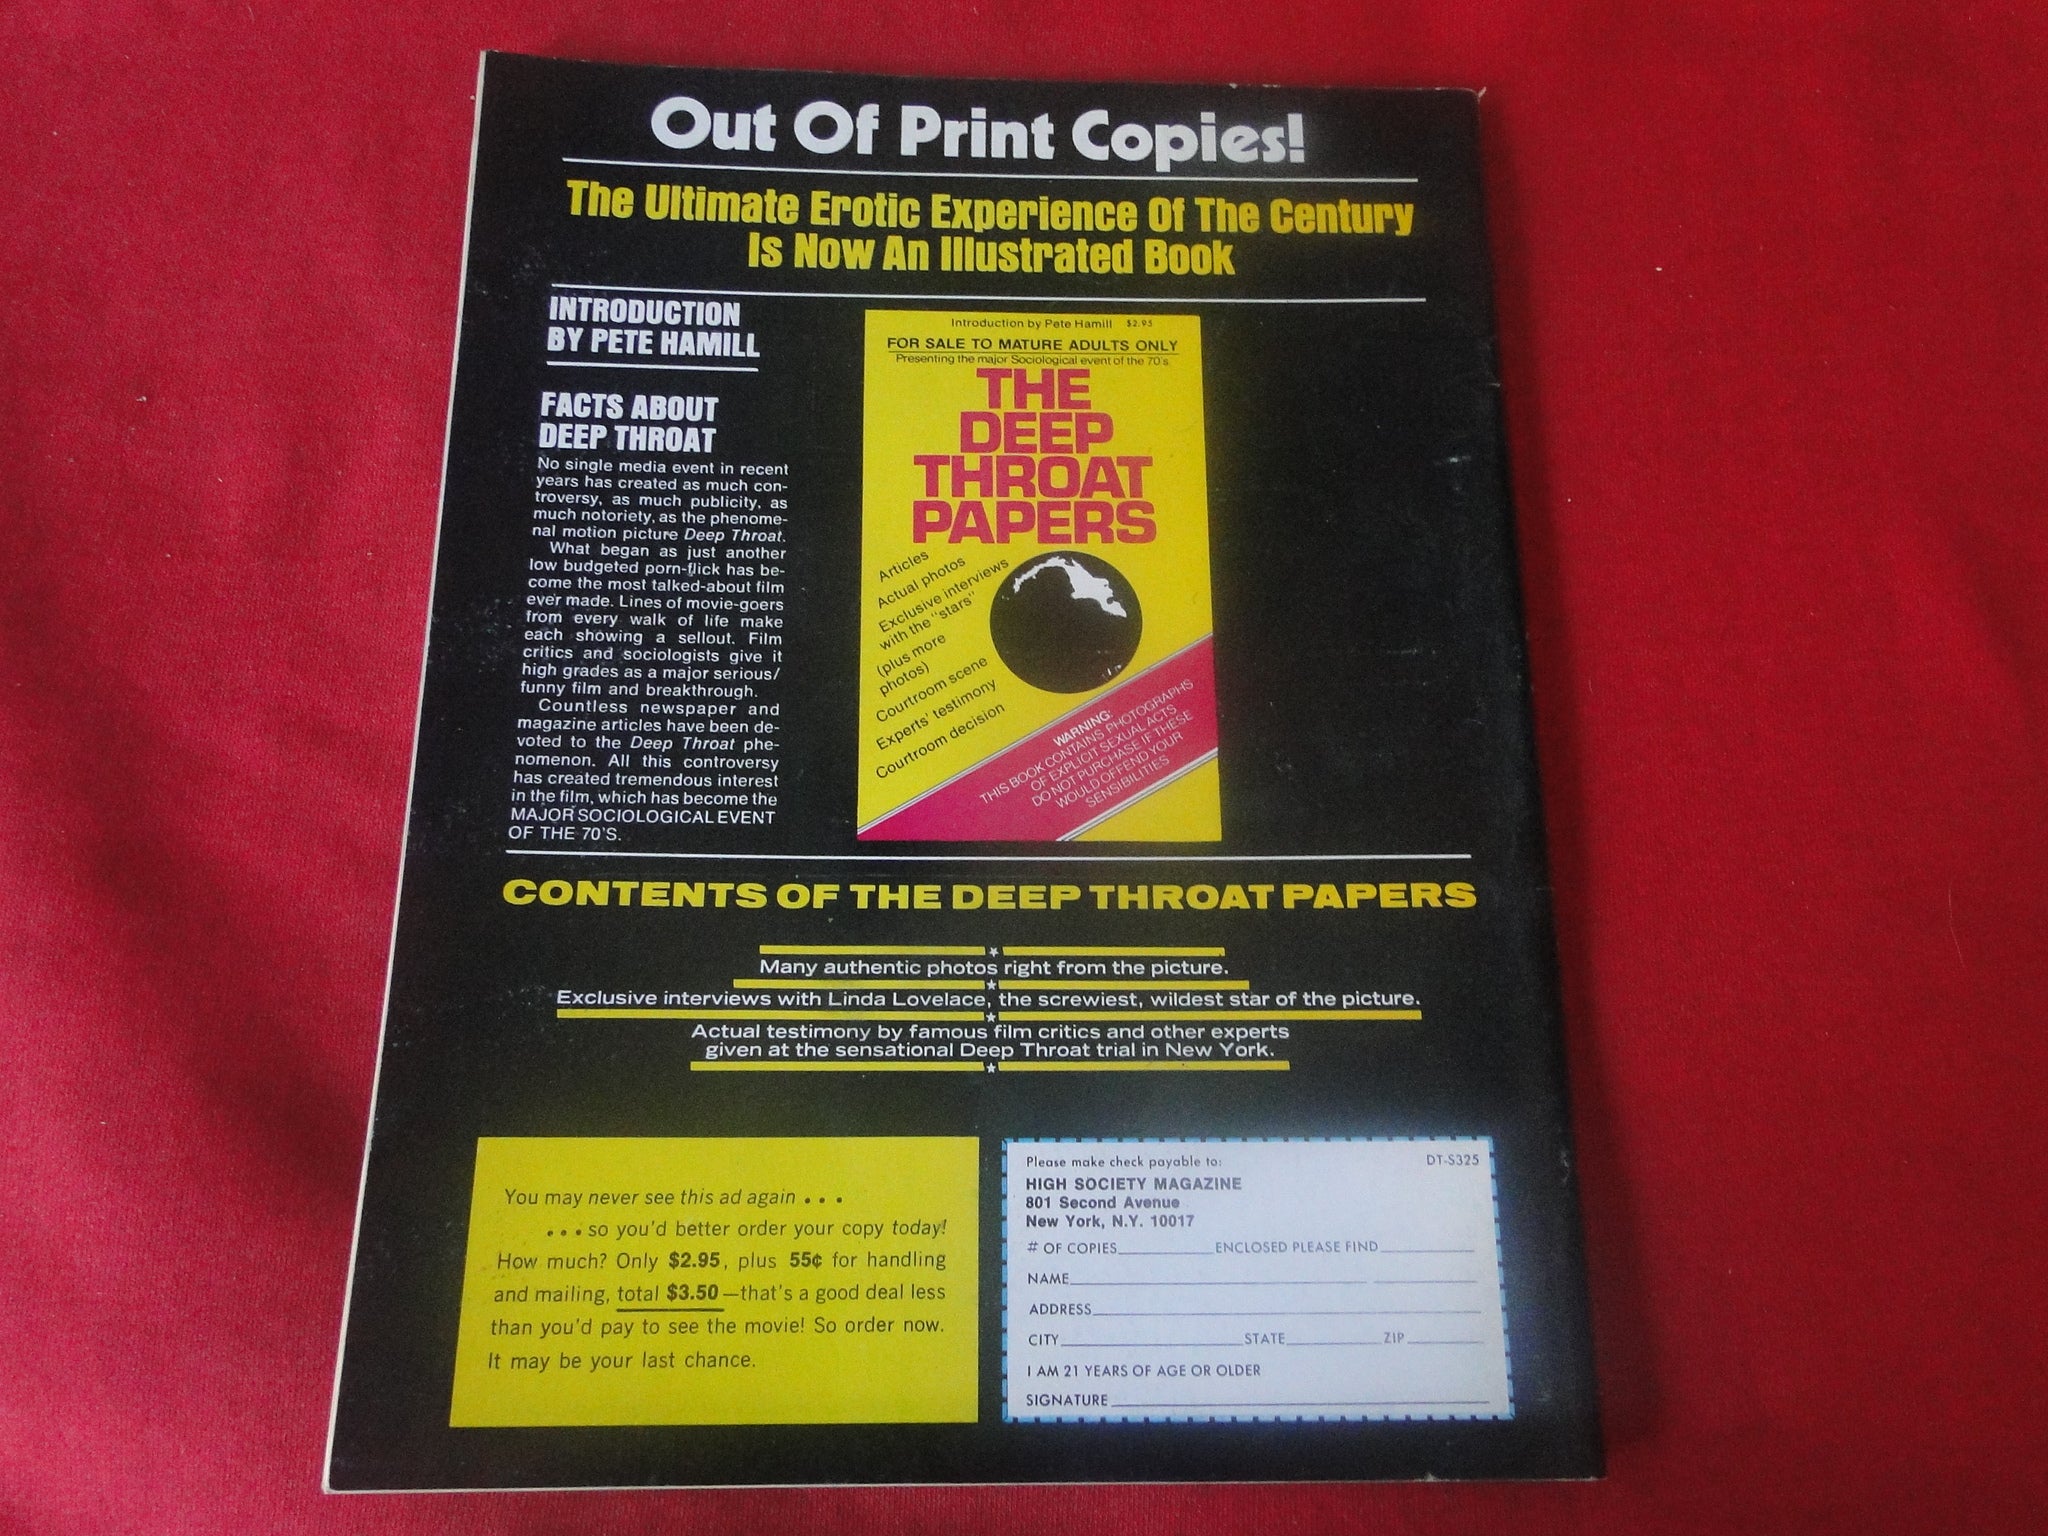 Out Of Print Copies!
The Ultimate Erotic Experience Of The Century
Is Now An Illustrated Book
INTRODUCTION
BY PETE HAMILL
FACTS ABOUT
DEEP THROAT
No single media event in recent
years has created as much con-
troversy, as much publicity, as
much notoriety, as the phenome-
nal motion picture Deep Throat.
What began as just another
low budgeted porn-flick has be-
come the most talked-about film
ever made. Lines of movie-goers
from every walk of life make
each showing a sellout. Film
critics and sociologists give it
high grades as a major serious/
funny film and breakthrough.
Countless newspaper and
magazine articles have been de-
voted to the Deep Throat phe-
nomenon. All this controversy
has created tremendous interest
in the film, which has become the
MAJOR SOCIOLOGICAL EVENT
OF THE 70'S.
Introduction by Pete Hamill $2.95
FOR SALE TO MATURE ADULTS ONLY
Presenting the major Sociological event of the 70's
THE
DEEP
THROAT
PAPERS
Articles
Actual photos
Exclusive interviews
with the "stars"
(plus more
photos)
Courtroom scene
Experts' testimony
Courtroom decision
WARNING:
THIS BOOK CONTAINS PHOTOGRAPHS
OF EXPLICIT SEXUAL ACTS
DO NOT PURCHASE IF THESE
WOULD OFFEND YOUR
SENSIBILITIES
CONTENTS OF THE DEEP THROAT PAPERS
Many authentic photos right from the picture.
Exclusive interviews with Linda Lovelace, the screwiest, wildest star of the picture.
Actual testimony by famous film critics and other experts
given at the sensational Deep Throat trial in New York.
You may never see this ad again . . .
. . . so you'd better order your copy today!
How much? Only $2.95, plus 55¢ for handling
and mailing, total $3.50—that's a good deal less
than you'd pay to see the movie! So order now.
It may be your last chance.
Please make check payable to: DT-S325
HIGH SOCIETY MAGAZINE
801 Second Avenue
New York, N.Y. 10017
# OF COPIES ENCLOSED PLEASE FIND
NAME
ADDRESS
CITY STATE ZIP
I AM 21 YEARS OF AGE OR OLDER
SIGNATURE